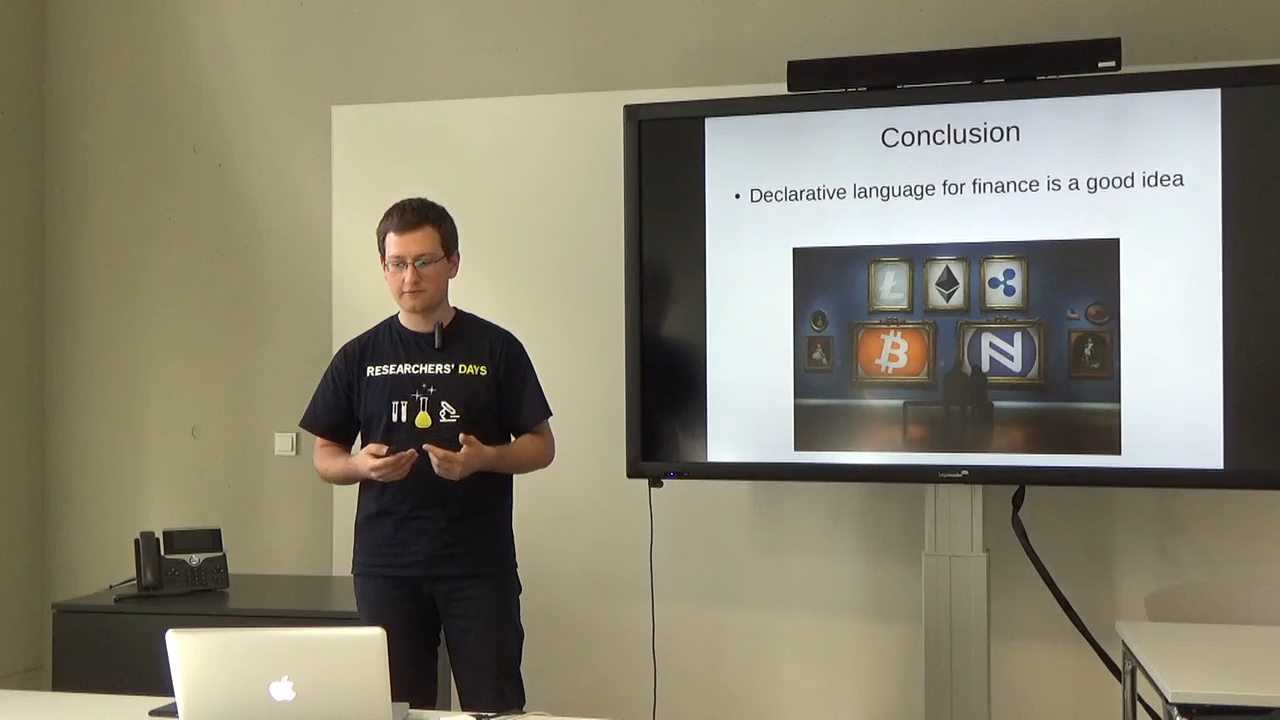 Conclusion
• Declarative language for finance is a good idea
RESEARCHERS' DAYS